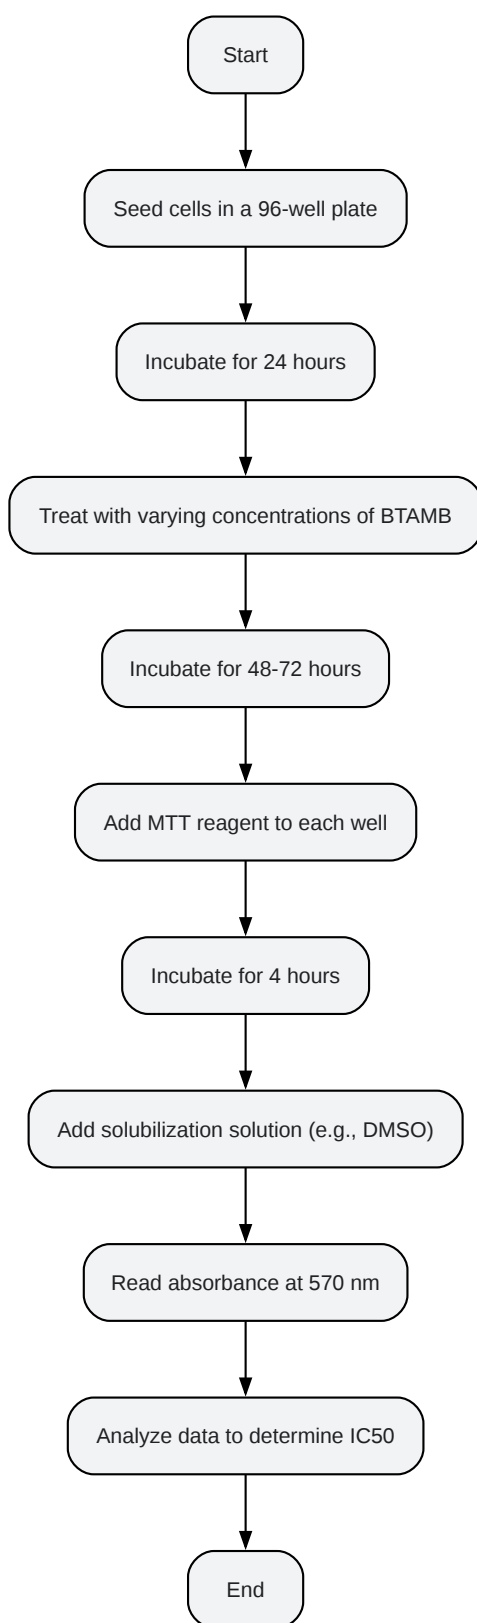 Start
Seed cells in a 96-well plate
Incubate for 24 hours
Treat with varying concentrations of BTAMB
Incubate for 48-72 hours
Add MTT reagent to each well
Incubate for 4 hours
Add solubilization solution (e.g., DMSO)
Read absorbance at 570 nm
Analyze data to determine IC50
End